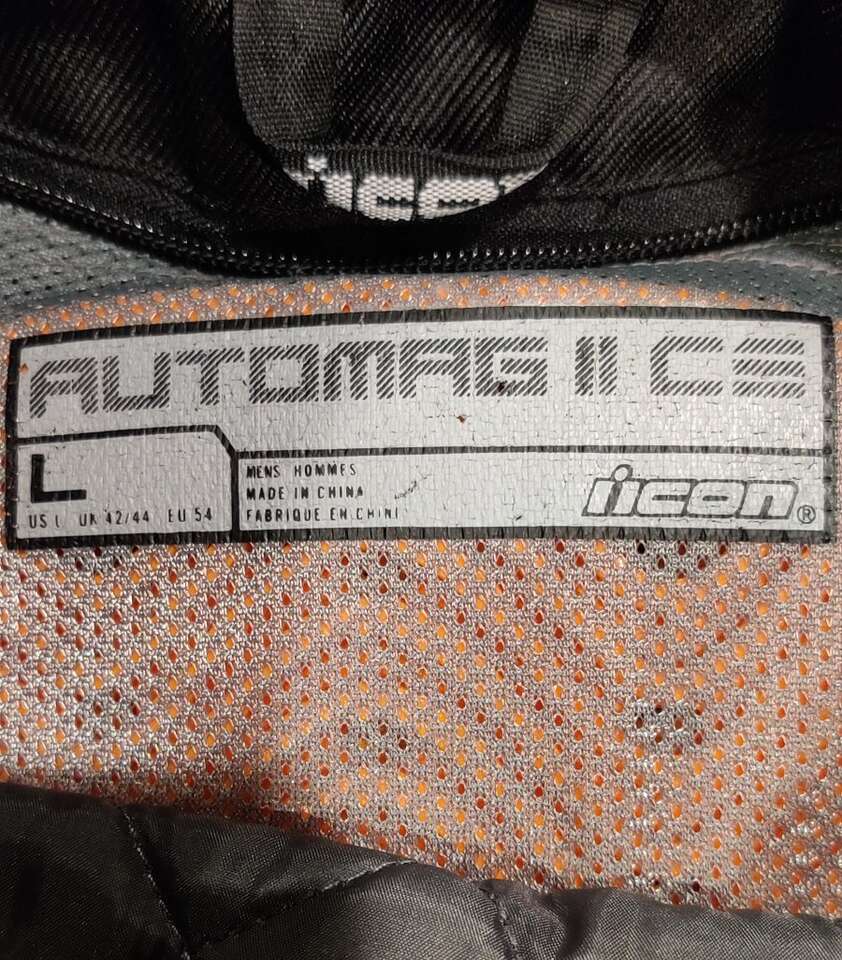 icon
AUTOMAG II CE
L
US L UK 42/44 EU 54
MENS HOMMES
MADE IN CHINA
FABRIQUE EN CHINE
icon®